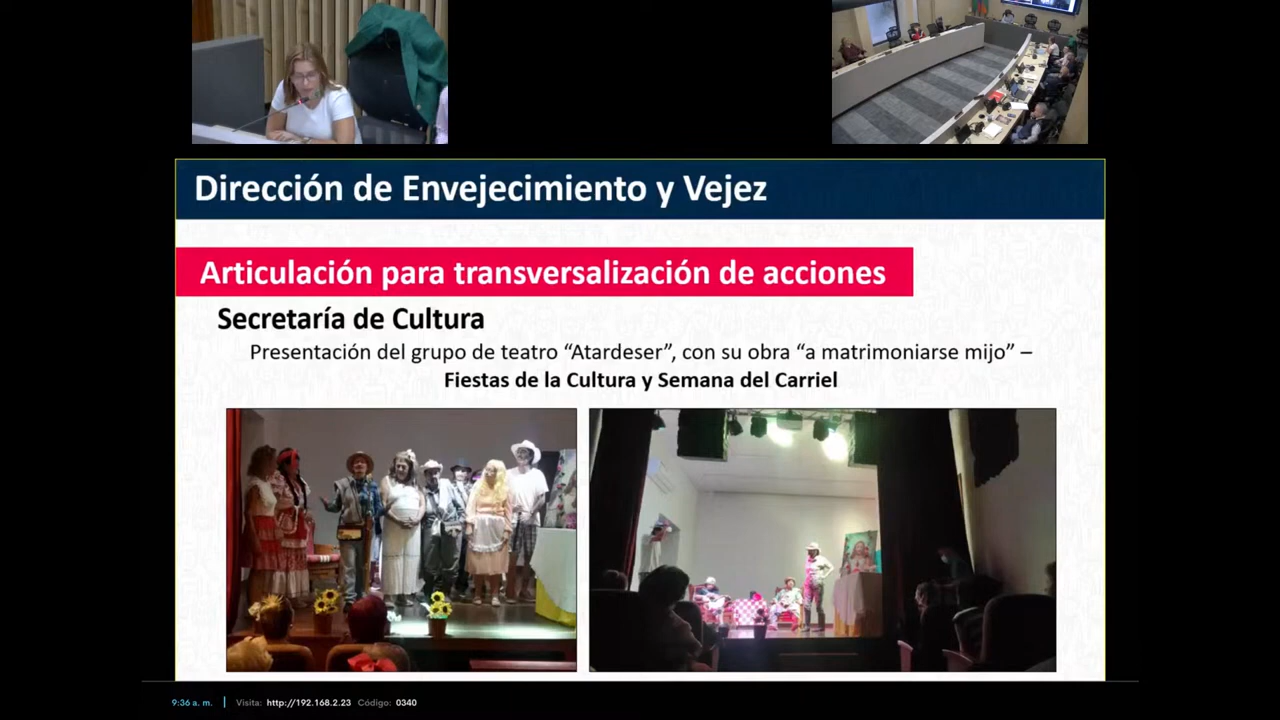 Dirección de Envejecimiento y Vejez
Articulación para transversalización de acciones
Secretaría de Cultura
Presentación del grupo de teatro “Atardeser”, con su obra “a matrimoniarse mijo” –
Fiestas de la Cultura y Semana del Carriel
9:36 a. m. | Visita: http://192.168.2.23 Código: 0340